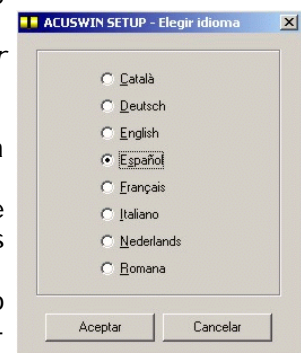 ACUSWIN SETUP - Elegir idioma
Català
Deutsch
English
Español
Français
Italiano
Nederlands
Romana
Aceptar Cancelar